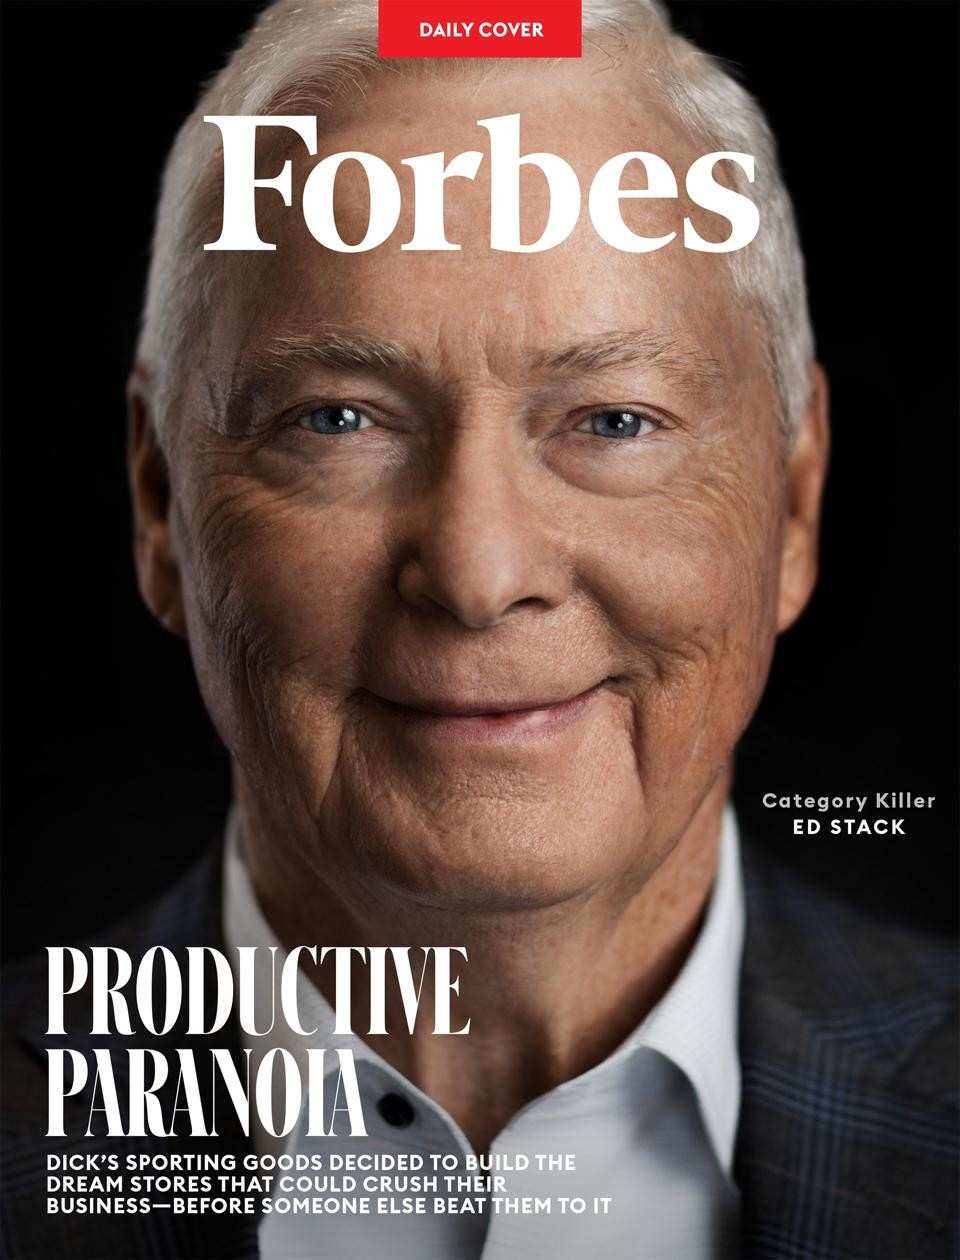 DAILY COVER
Forbes
Category Killer
ED STACK
PRODUCTIVE
PARANOIA
DICK’S SPORTING GOODS DECIDED TO BUILD THE
DREAM STORES THAT COULD CRUSH THEIR
BUSINESS—BEFORE SOMEONE ELSE BEAT THEM TO IT